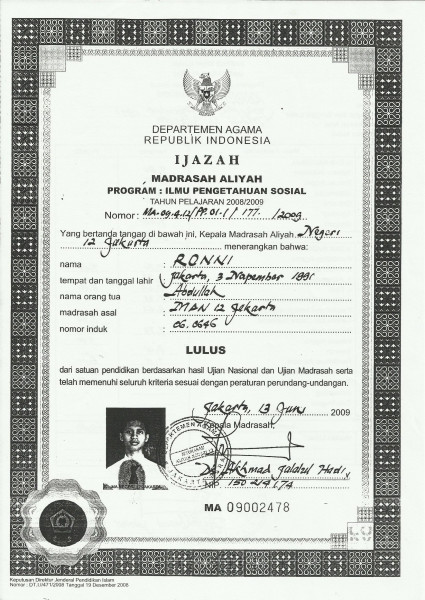 DEPARTEMEN AGAMA
REPUBLIK INDONESIA
IJAZAH
MADRASAH ALIYAH
PROGRAM : ILMU PENGETAHUAN SOSIAL
TAHUN PELAJARAN 2008/2009
Nomor : MA.09.4.12/PP.01.1/ 177. /2009
Yang bertanda tangan di bawah ini, Kepala Madrasah Aliyah Negeri
12 Jakarta menerangkan bahwa:
nama : RONNI
tempat dan tanggal lahir : Jakarta, 3 Nopember 1991
nama orang tua : Abdullah
madrasah asal : MAN 12 Jakarta
nomor induk : 06.0646
LULUS
dari satuan pendidikan berdasarkan hasil Ujian Nasional dan Ujian Madrasah serta
telah memenuhi seluruh kriteria sesuai dengan peraturan perundang-undangan.
Jakarta, 13 Juni 2009
Kepala Madrasah,
Akhmad
NIP. 150 214 174
MA 09002478
Keputusan Direktur Jenderal Pendidikan Islam
Nomor : DT.I.I/471/2008 Tanggal 19 Desember 2008